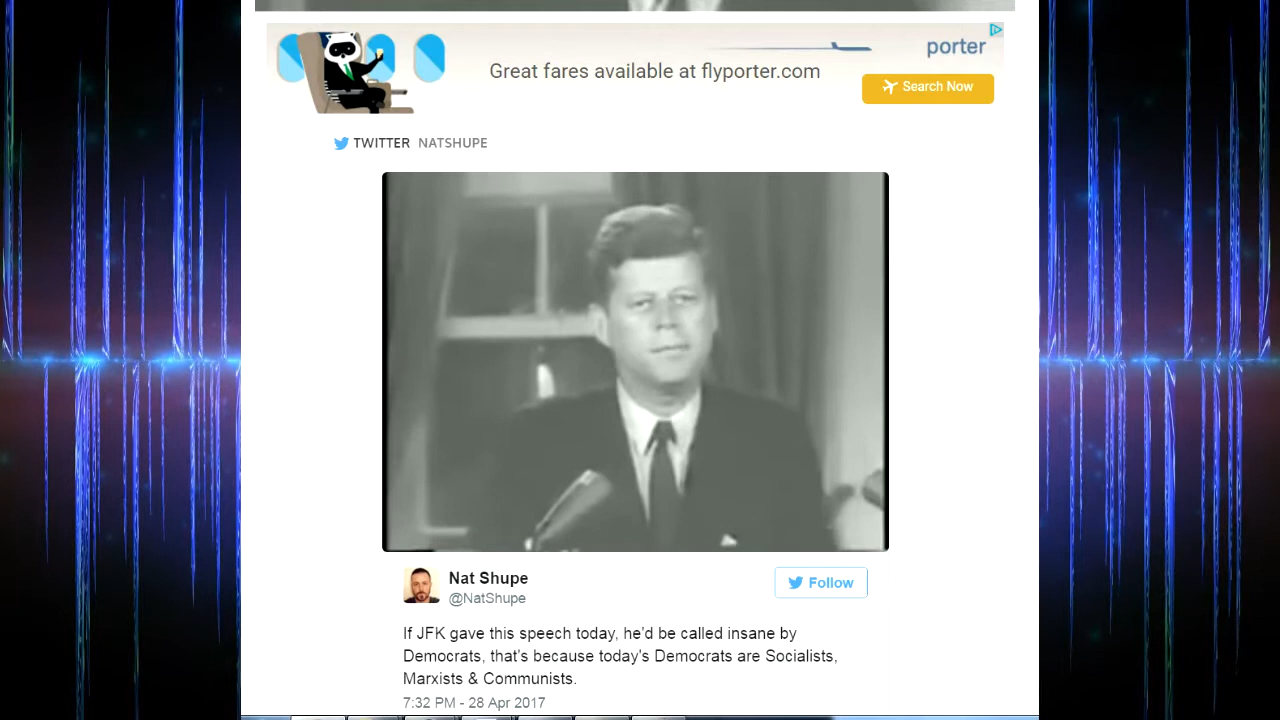 porter
Great fares available at flyporter.com
Search Now
TWITTER NATSHUPE
Nat Shupe
@NatShupe
Follow
If JFK gave this speech today, he'd be called insane by
Democrats, that's because today's Democrats are Socialists,
Marxists & Communists.
7:32 PM - 28 Apr 2017